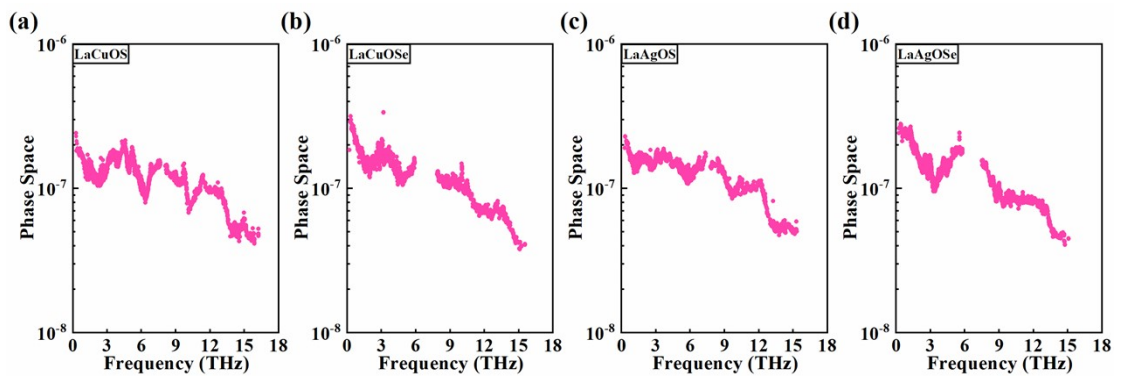 (a) (b) (c) (d)
10^-6 10^-6 10^-6 10^-6
LaCuOS LaCuOSe LaAgOS LaAgOSe
Phase Space Phase Space Phase Space Phase Space
10^-7 10^-7 10^-7 10^-7
10^-8 10^-8 10^-8 10^-8
0 3 6 9 12 15 18 0 3 6 9 12 15 18 0 3 6 9 12 15 18 0 3 6 9 12 15 18
Frequency (THz) Frequency (THz) Frequency (THz) Frequency (THz)